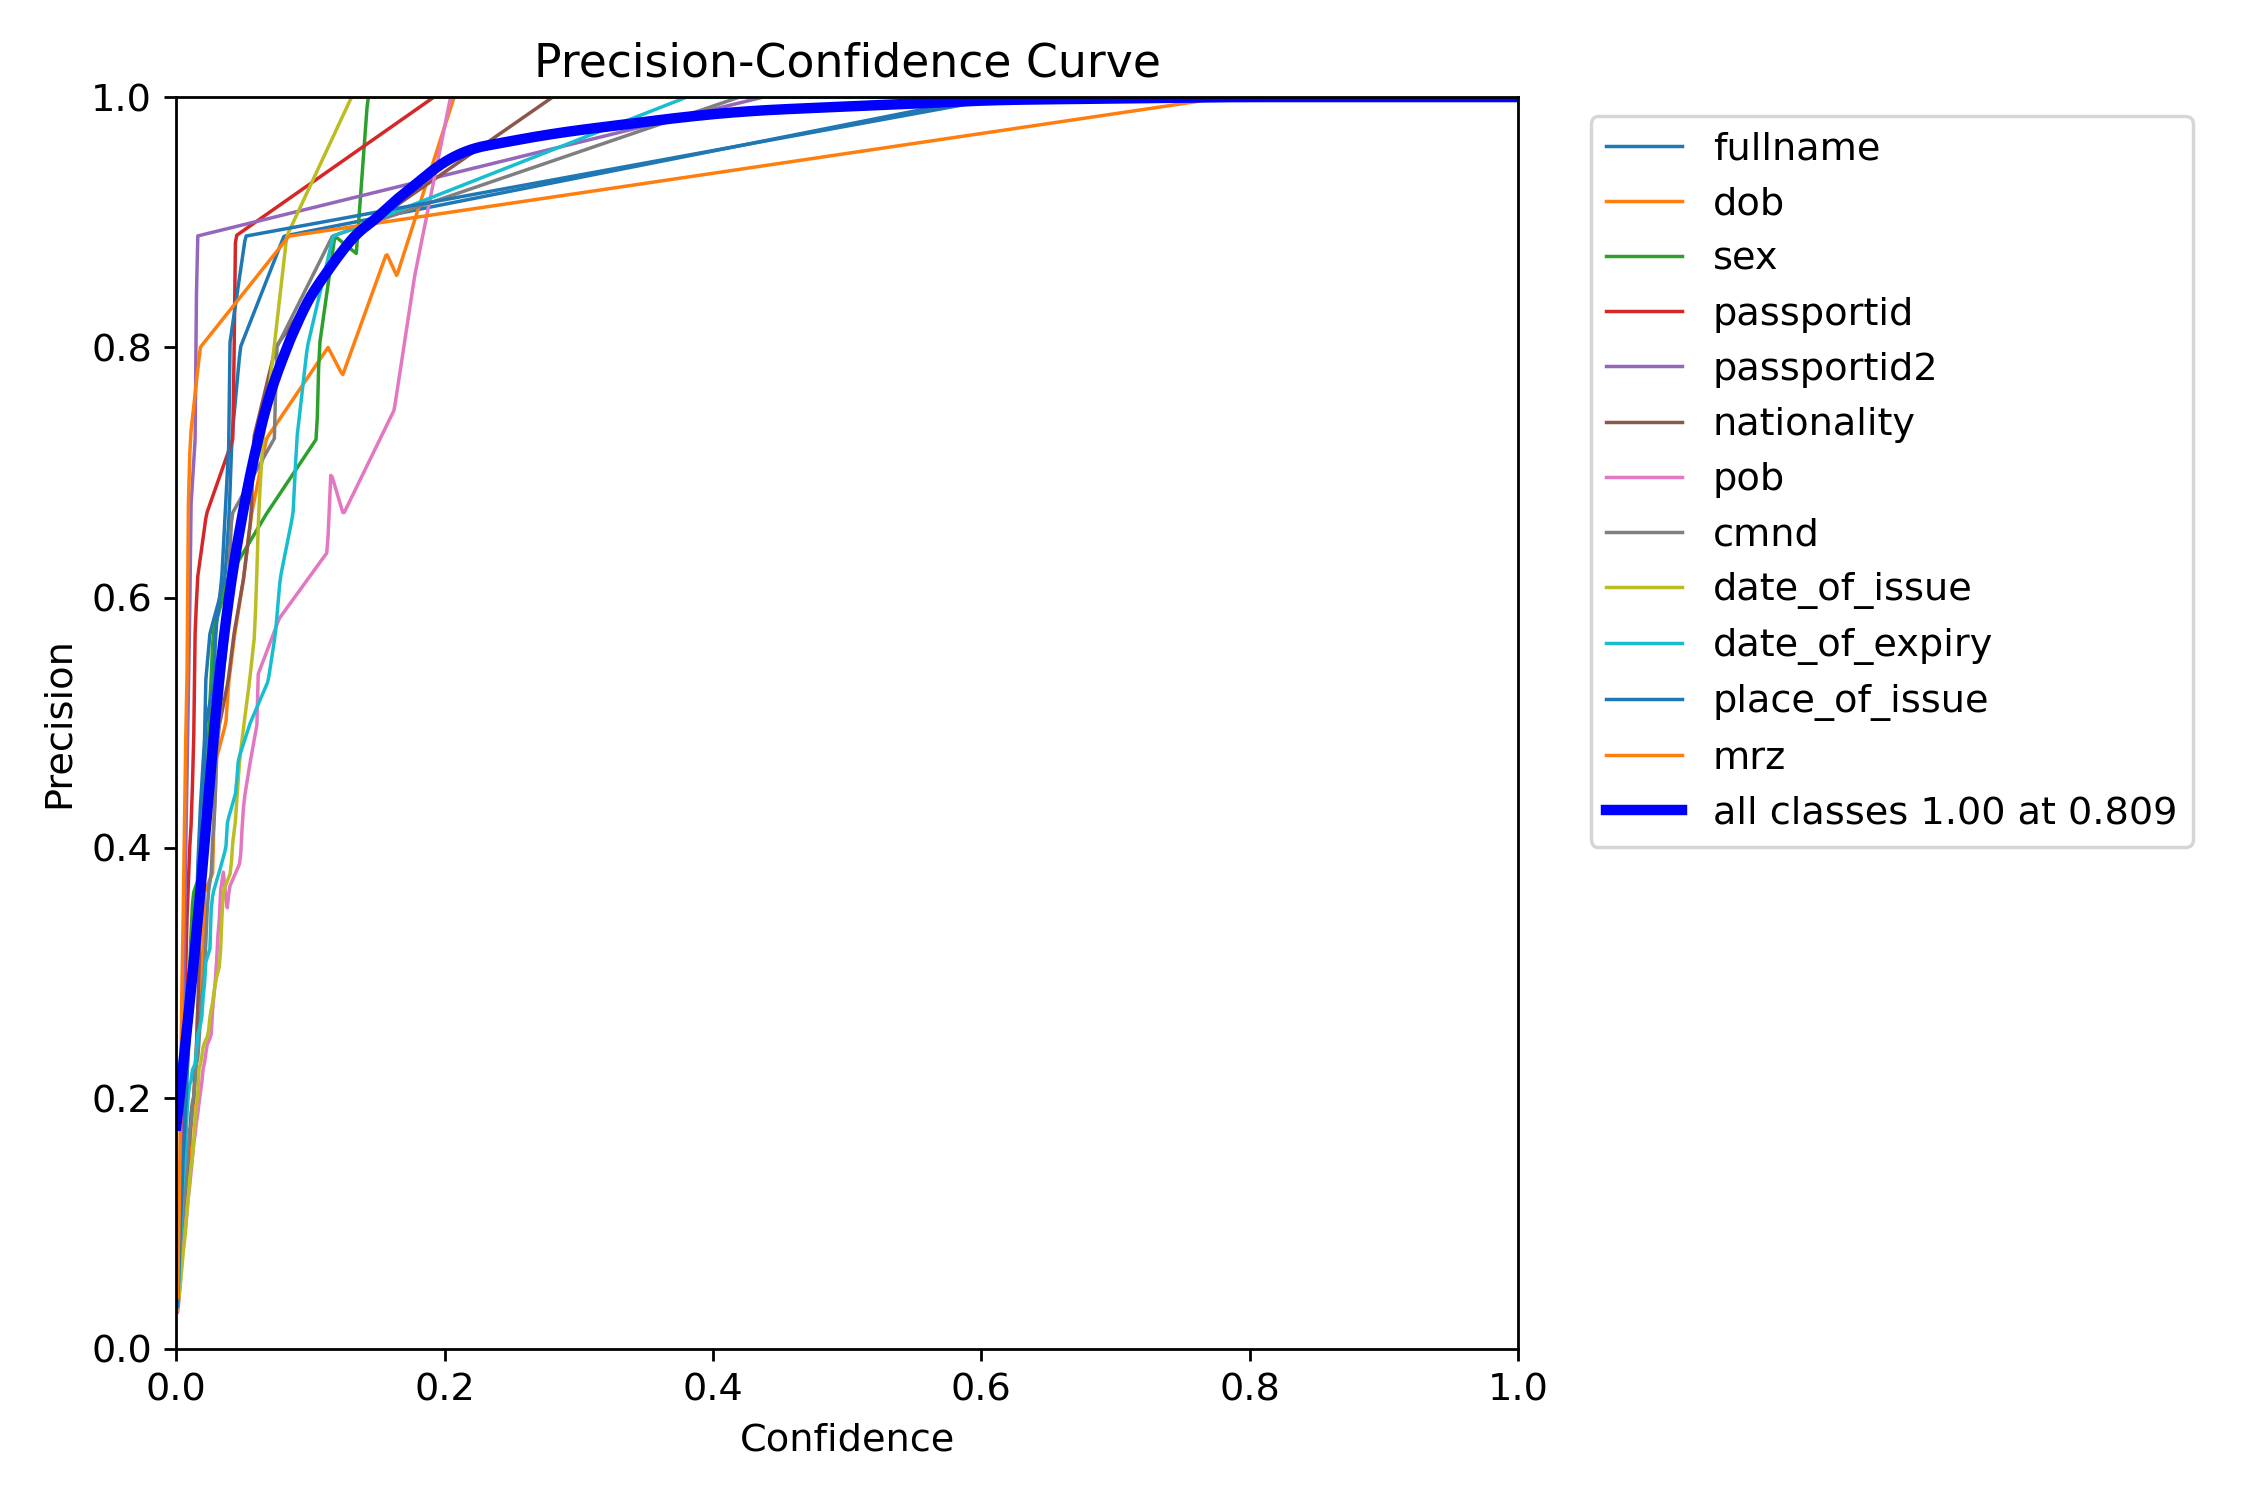 Precision-Confidence Curve
1.0
0.8
0.6
0.4
0.2
0.0
Precision
0.0 0.2 0.4 0.6 0.8 1.0
Confidence
fullname
dob
sex
passportid
passportid2
nationality
pob
cmnd
date_of_issue
date_of_expiry
place_of_issue
mrz
all classes 1.00 at 0.809